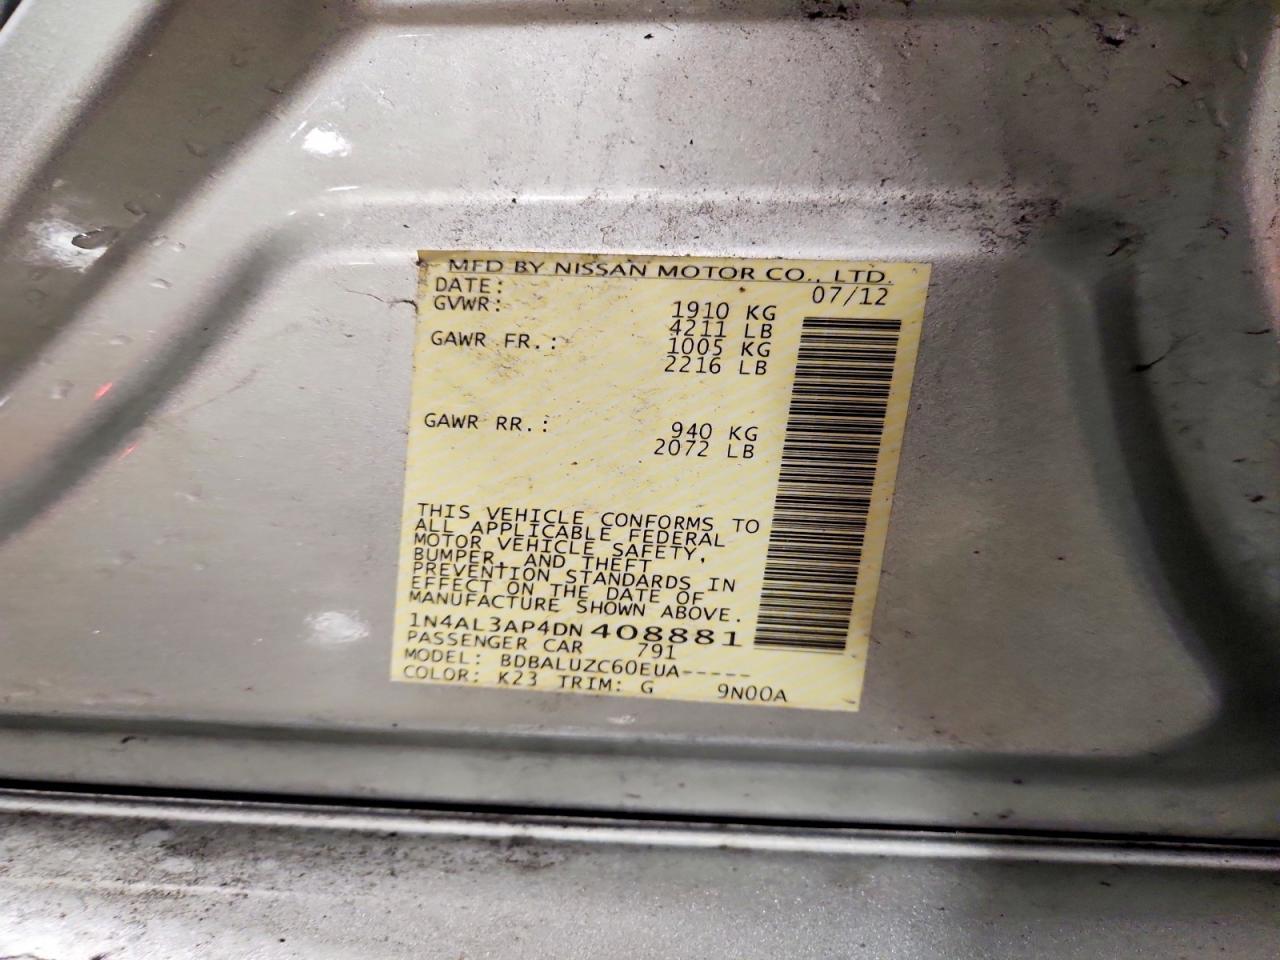 MFD BY NISSAN MOTOR CO., LTD.
DATE: 07/12
GVWR: 1910 KG
4211 LB
GAWR FR.: 1005 KG
2216 LB
GAWR RR.: 940 KG
2072 LB
THIS VEHICLE CONFORMS TO
ALL APPLICABLE FEDERAL
MOTOR VEHICLE SAFETY,
BUMPER, AND THEFT
PREVENTION STANDARDS IN
EFFECT ON THE DATE OF
MANUFACTURE SHOWN ABOVE.
1N4AL3AP4DN408881
PASSENGER CAR 791
MODEL: BDBALUZC60EUA-----
COLOR: K23 TRIM: G 9N00A